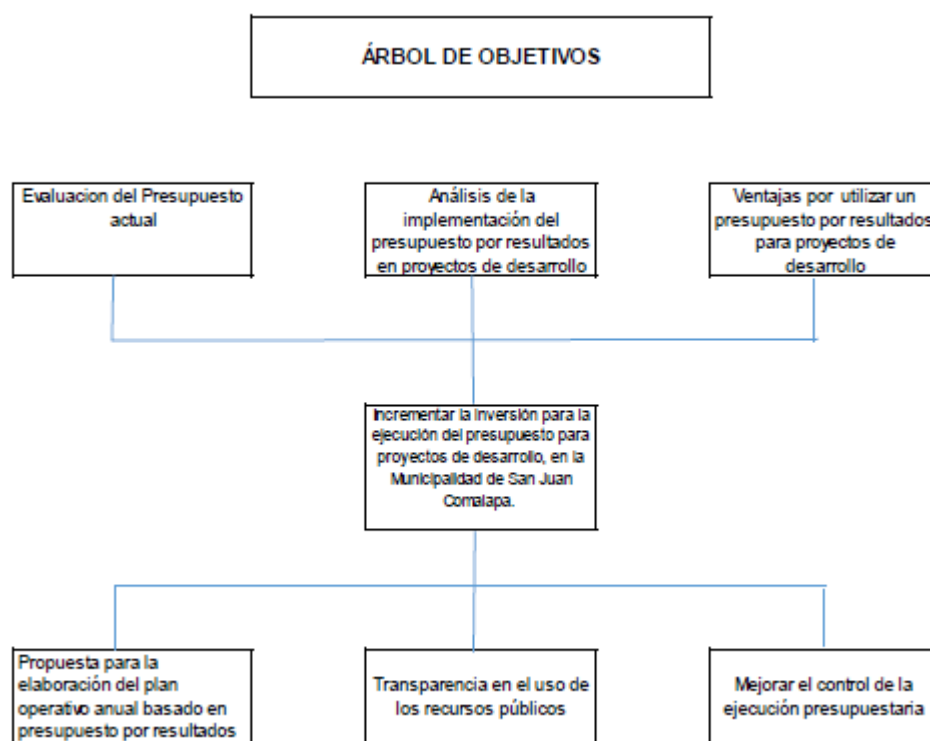 ÁRBOL DE OBJETIVOS
Evaluacion del Presupuesto
actual
Análisis de la
implementación del
presupuesto por resultados
en proyectos de desarrollo
Ventajas por utilizar un
presupuesto por resultados
para proyectos de
desarrollo
Incrementar la inversión para la
ejecución del presupuesto para
proyectos de desarrollo, en la
Municipalidad de San Juan
Comalapa.
Propuesta para la
elaboración del plan
operativo anual basado en
presupuesto por resultados
Transparencia en el uso de
los recursos públicos
Mejorar el control de la
ejecución presupuestaria